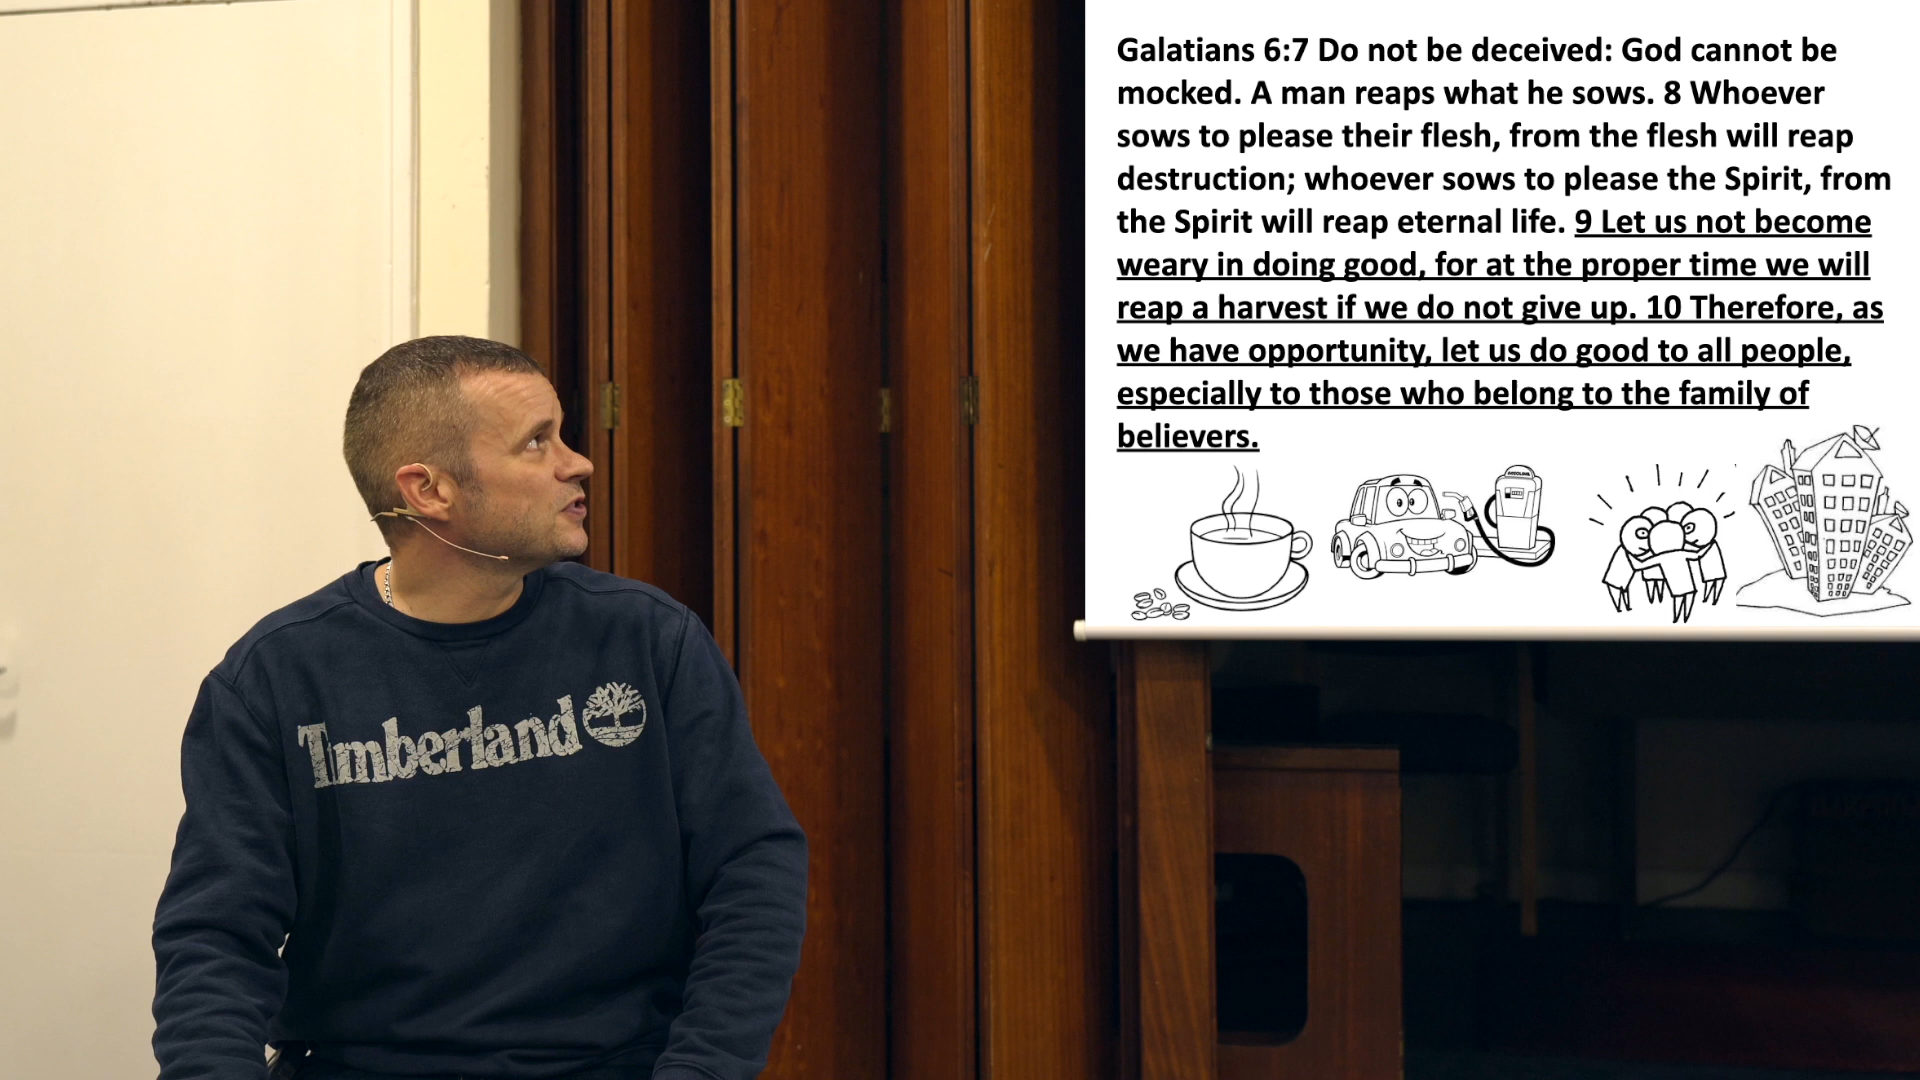 Galatians 6:7 Do not be deceived: God cannot be
mocked. A man reaps what he sows. 8 Whoever
sows to please their flesh, from the flesh will reap
destruction; whoever sows to please the Spirit, from
the Spirit will reap eternal life. 9 Let us not become
weary in doing good, for at the proper time we will
reap a harvest if we do not give up. 10 Therefore, as
we have opportunity, let us do good to all people,
especially to those who belong to the family of
believers.
GASOLINE
Timberland